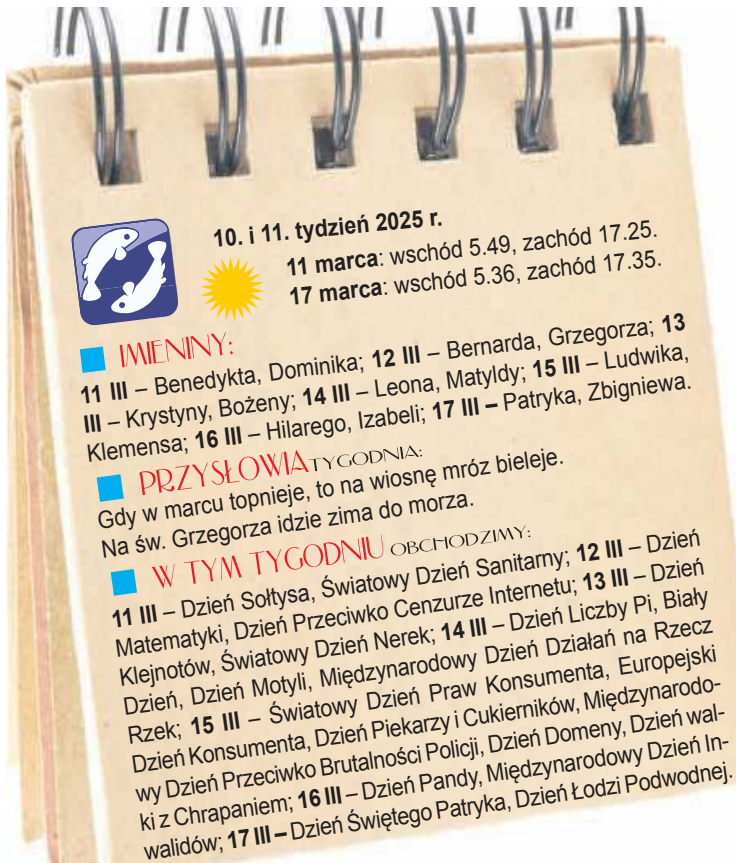 10. i 11. tydzień 2025 r.
11 marca: wschód 5.49, zachód 17.25.
17 marca: wschód 5.36, zachód 17.35.
IMIENINY:
11 III – Benedykta, Dominika; 12 III – Bernarda, Grzegorza; 13
III – Krystyny, Bożeny; 14 III – Leona, Matyldy; 15 III – Ludwika,
Klemensa; 16 III – Hilarego, Izabeli; 17 III – Patryka, Zbigniewa.
PRZYSŁOWIA TYGODNIA:
Gdy w marcu topnieje, to na wiosnę mróz bieleje.
Na św. Grzegorza idzie zima do morza.
W TYM TYGODNIU OBCHODZIMY:
11 III – Dzień Sołtysa, Światowy Dzień Sanitarny; 12 III – Dzień
Matematyki, Dzień Przeciwko Cenzurze Internetu; 13 III – Dzień
Klejnotów, Światowy Dzień Nerek; 14 III – Dzień Liczby Pi, Biały
Dzień, Dzień Motyli, Międzynarodowy Dzień Działań na Rzecz
Rzek; 15 III – Światowy Dzień Praw Konsumenta, Europejski
Dzień Konsumenta, Dzień Piekarzy i Cukierników, Międzynarodo-
wy Dzień Przeciwko Brutalności Policji, Dzień Domeny, Dzień wal-
ki z Chrapaniem; 16 III – Dzień Pandy, Międzynarodowy Dzień In-
walidów; 17 III – Dzień Świętego Patryka, Dzień Łodzi Podwodnej.